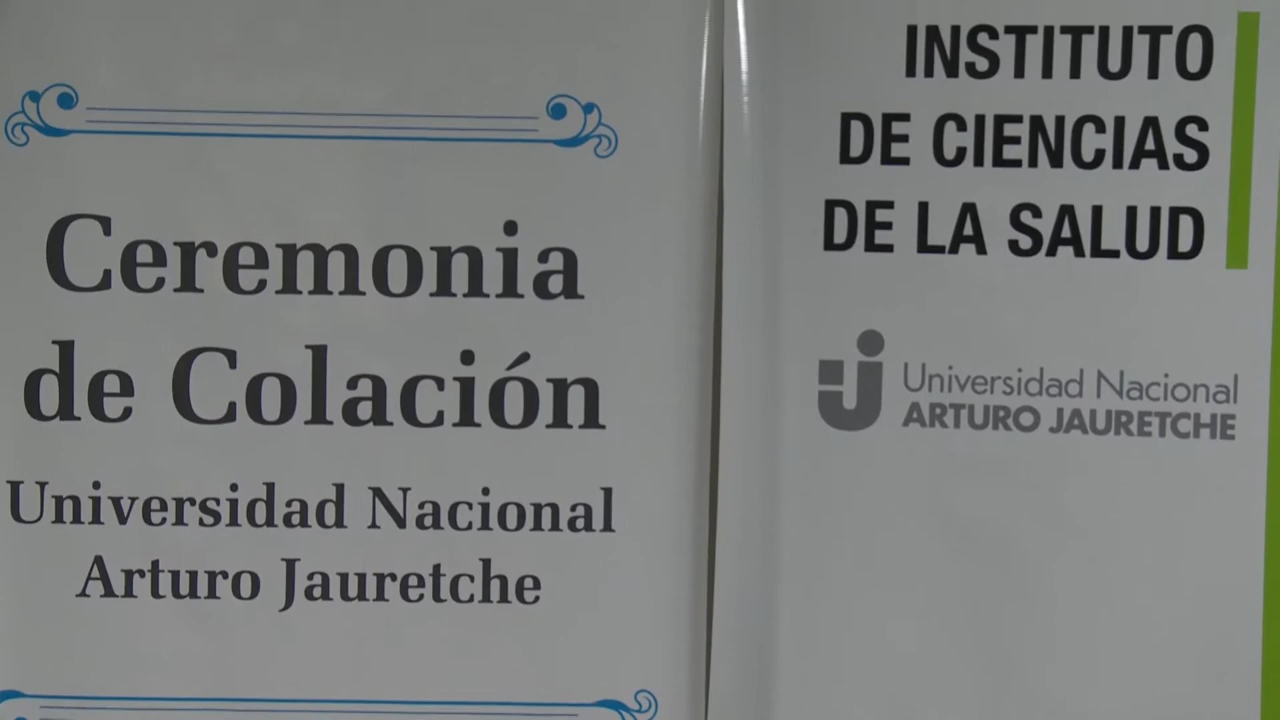 Ceremonia
de Colación
Universidad Nacional
Arturo Jauretche
INSTITUTO
DE CIENCIAS
DE LA SALUD
Universidad Nacional
ARTURO JAURETCHE